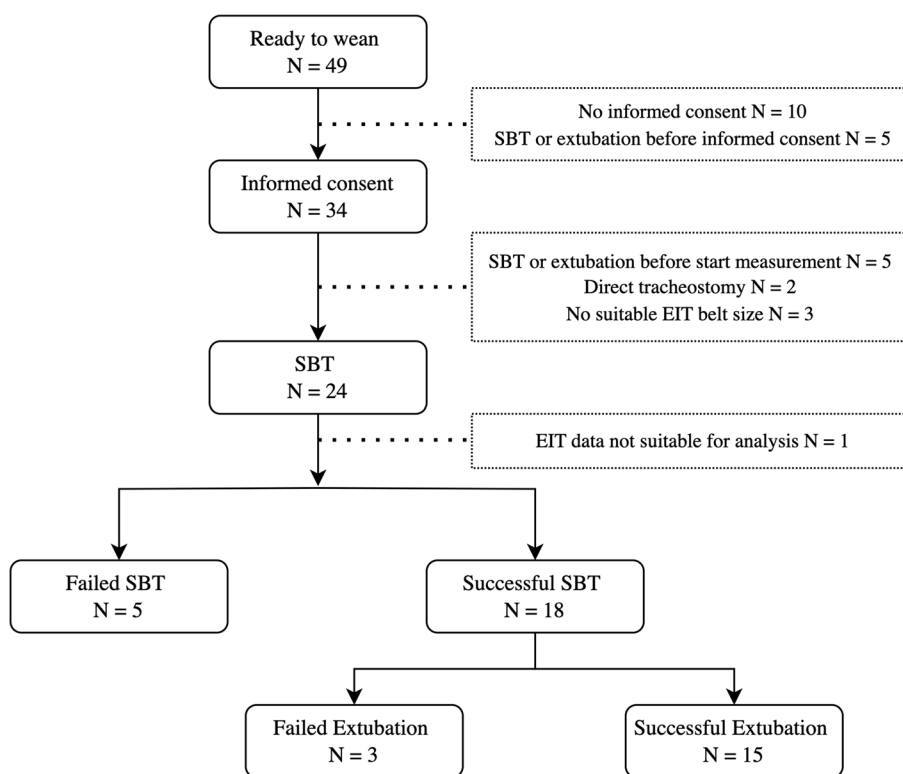 Ready to wean
N = 49
No informed consent N = 10
SBT or extubation before informed consent N = 5
Informed consent
N = 34
SBT or extubation before start measurement N = 5
Direct tracheostomy N = 2
No suitable EIT belt size N = 3
SBT
N = 24
EIT data not suitable for analysis N = 1
Failed SBT
N = 5
Successful SBT
N = 18
Failed Extubation
N = 3
Successful Extubation
N = 15